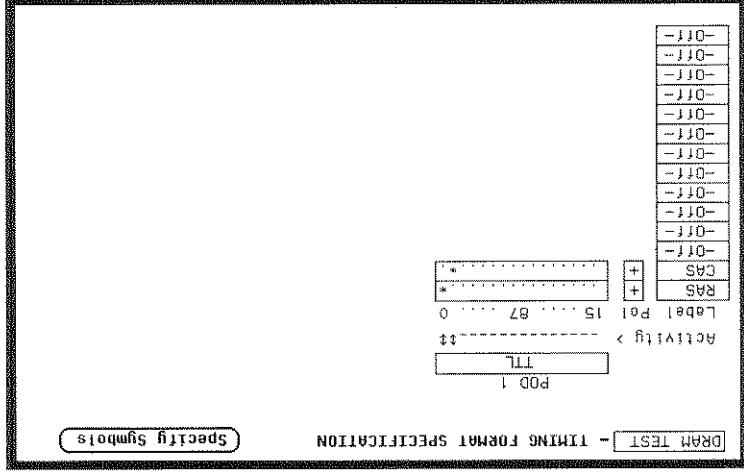 DRAM TEST - TIMING FORMAT SPECIFICATION Specify Symbols
POD 1
TTL
Activity > --------------↕↕
Label Pol 15 .... 87 .... 0
RAS + ...............*
CAS + ..............*.
-Off-
-Off-
-Off-
-Off-
-Off-
-Off-
-Off-
-Off-
-Off-
-Off-
-Off-
-Off-